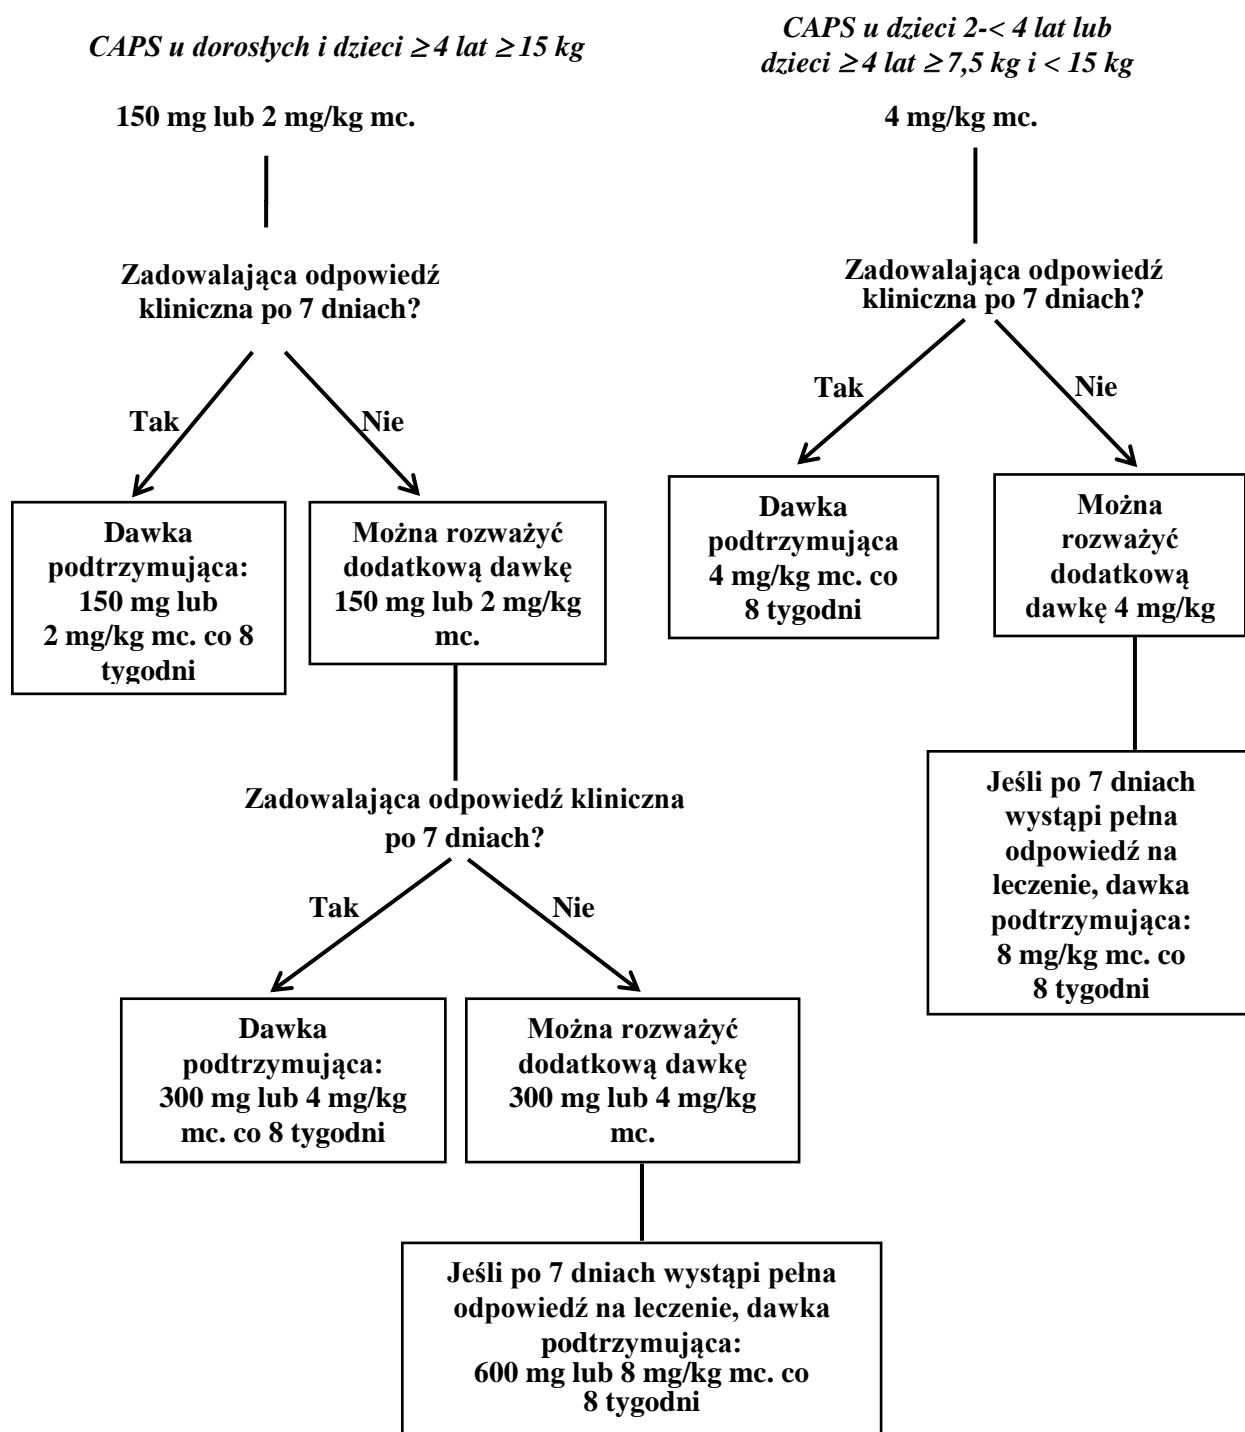 CAPS u dorosłych i dzieci ≥ 4 lat ≥ 15 kg
150 mg lub 2 mg/kg mc.
Zadowalająca odpowiedź
kliniczna po 7 dniach?
Tak
Nie
Dawka
podtrzymująca:
150 mg lub
2 mg/kg mc. co 8
tygodni
Można rozważyć
dodatkową dawkę
150 mg lub 2 mg/kg
mc.
Zadowalająca odpowiedź kliniczna
po 7 dniach?
Tak
Nie
Dawka
podtrzymująca:
300 mg lub 4 mg/kg
mc. co 8 tygodni
Można rozważyć
dodatkową dawkę
300 mg lub 4 mg/kg
mc.
Jeśli po 7 dniach wystąpi pełna
odpowiedź na leczenie, dawka
podtrzymująca:
600 mg lub 8 mg/kg mc. co
8 tygodni
CAPS u dzieci 2-< 4 lat lub
dzieci ≥ 4 lat ≥ 7,5 kg i < 15 kg
4 mg/kg mc.
Zadowalająca odpowiedź
kliniczna po 7 dniach?
Tak
Nie
Dawka
podtrzymująca
4 mg/kg mc. co
8 tygodni
Można
rozważyć
dodatkową
dawkę 4 mg/kg
Jeśli po 7 dniach
wystąpi pełna
odpowiedź na
leczenie, dawka
podtrzymująca:
8 mg/kg mc. co
8 tygodni